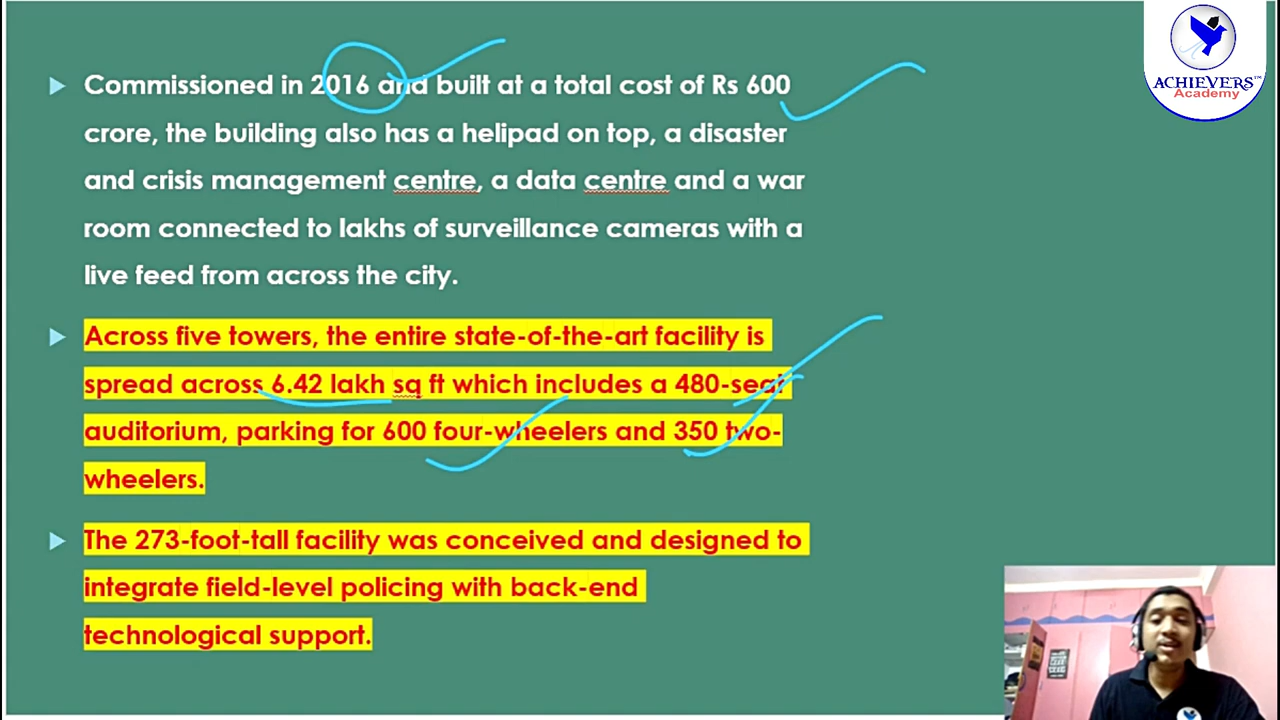 Commissioned in 2016 and built at a total cost of Rs 600
crore, the building also has a helipad on top, a disaster
and crisis management centre, a data centre and a war
room connected to lakhs of surveillance cameras with a
live feed from across the city.
Across five towers, the entire state-of-the-art facility is
spread across 6.42 lakh sq ft which includes a 480-seat
auditorium, parking for 600 four-wheelers and 350 two-
wheelers.
The 273-foot-tall facility was conceived and designed to
integrate field-level policing with back-end
technological support.
ACHIEVERS™
Academy